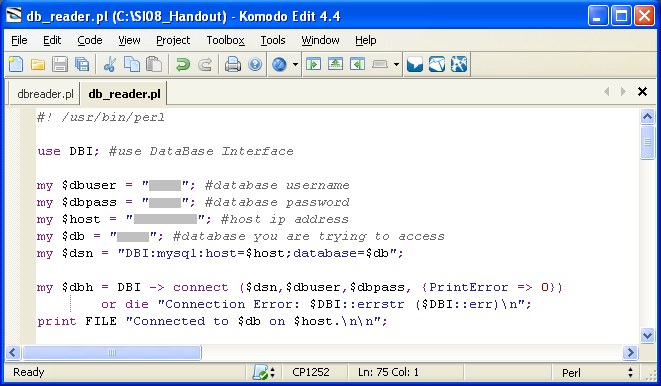 db_reader.pl (C:\SI08_Handout) - Komodo Edit 4.4
File Edit Code View Project Toolbox Tools Window Help
dbreader.pl db_reader.pl
#! /usr/bin/perl
use DBI; #use DataBase Interface
my $dbuser = ""; #database username
my $dbpass = ""; #database password
my $host = ""; #host ip address
my $db = ""; #database you are trying to access
my $dsn = "DBI:mysql:host=$host;database=$db";
my $dbh = DBI -> connect ($dsn,$dbuser,$dbpass, {PrintError => 0})
or die "Connection Error: $DBI::errstr ($DBI::err)\n";
print FILE "Connected to $db on $host.\n\n";
Ready CP1252 Ln: 75 Col: 1 Perl